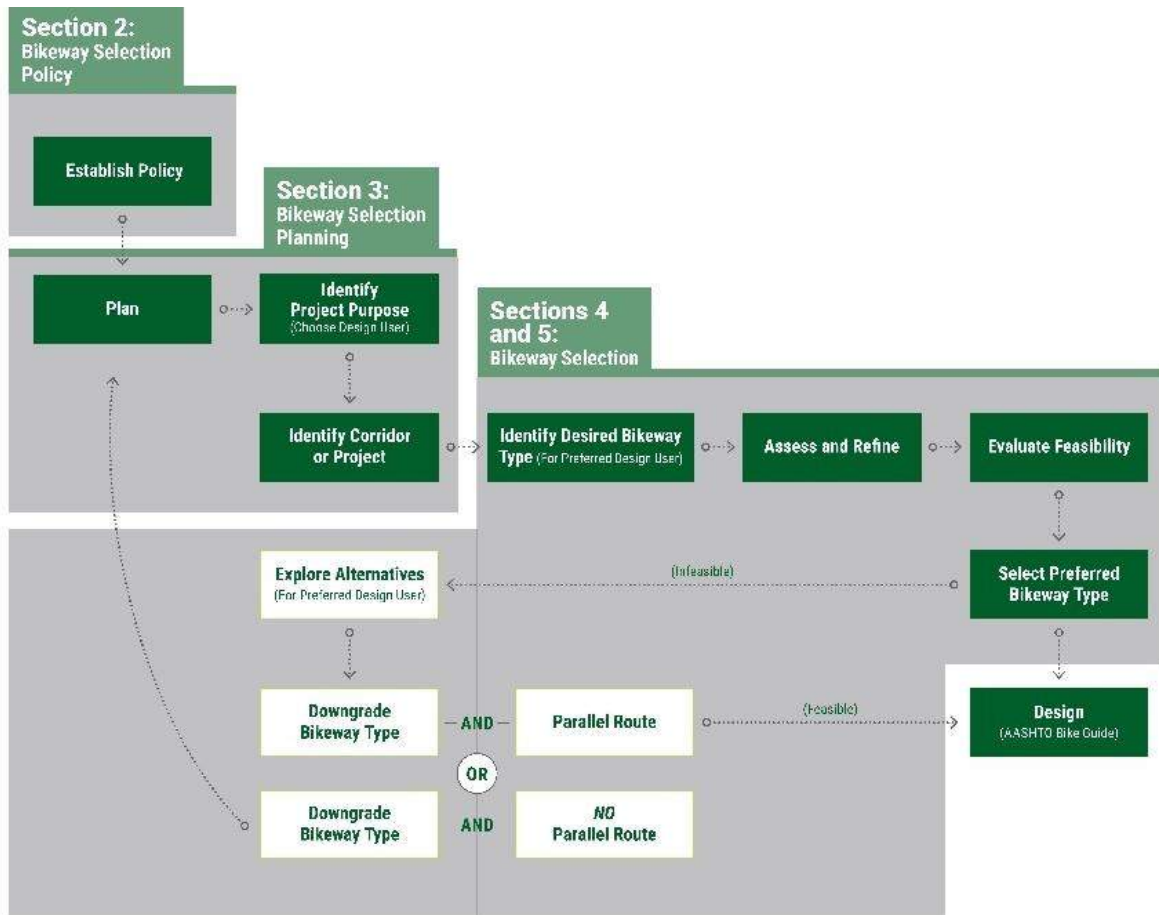 Section 2:
Bikeway Selection
Policy
Establish Policy
Section 3:
Bikeway Selection
Planning
Plan
Identify
Project Purpose
(Choose Design User)
Sections 4
and 5:
Bikeway Selection
Identify Corridor
or Project
Identify Desired Bikeway
Type (For Preferred Design User)
Assess and Refine
Evaluate Feasibility
Explore Alternatives
(For Preferred Design User)
(Infeasible)
Select Preferred
Bikeway Type
Downgrade
Bikeway Type
AND
Parallel Route
(Feasible)
Design
(AASHTO Bike Guide)
OR
Downgrade
Bikeway Type
AND
NO
Parallel Route